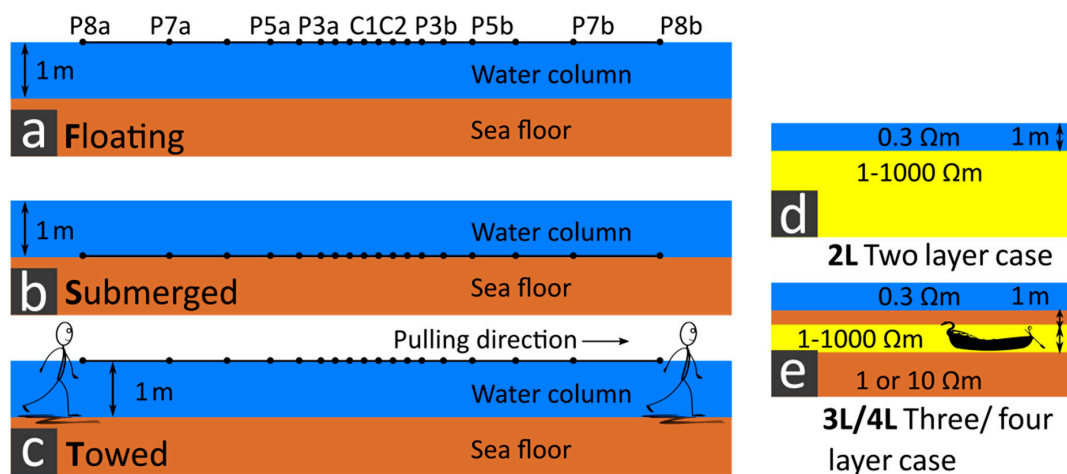 P8a P7a P5a P3a C1C2 P3b P5b P7b P8b
1 m
Water column
a Floating
Sea floor
1 m
Water column
b Submerged
Sea floor
Pulling direction
1 m
Water column
c Towed
Sea floor
0.3 Ωm 1 m
1-1000 Ωm
d
2L Two layer case
0.3 Ωm 1 m
1-1000 Ωm
e
1 or 10 Ωm
3L/4L Three/ four
layer case